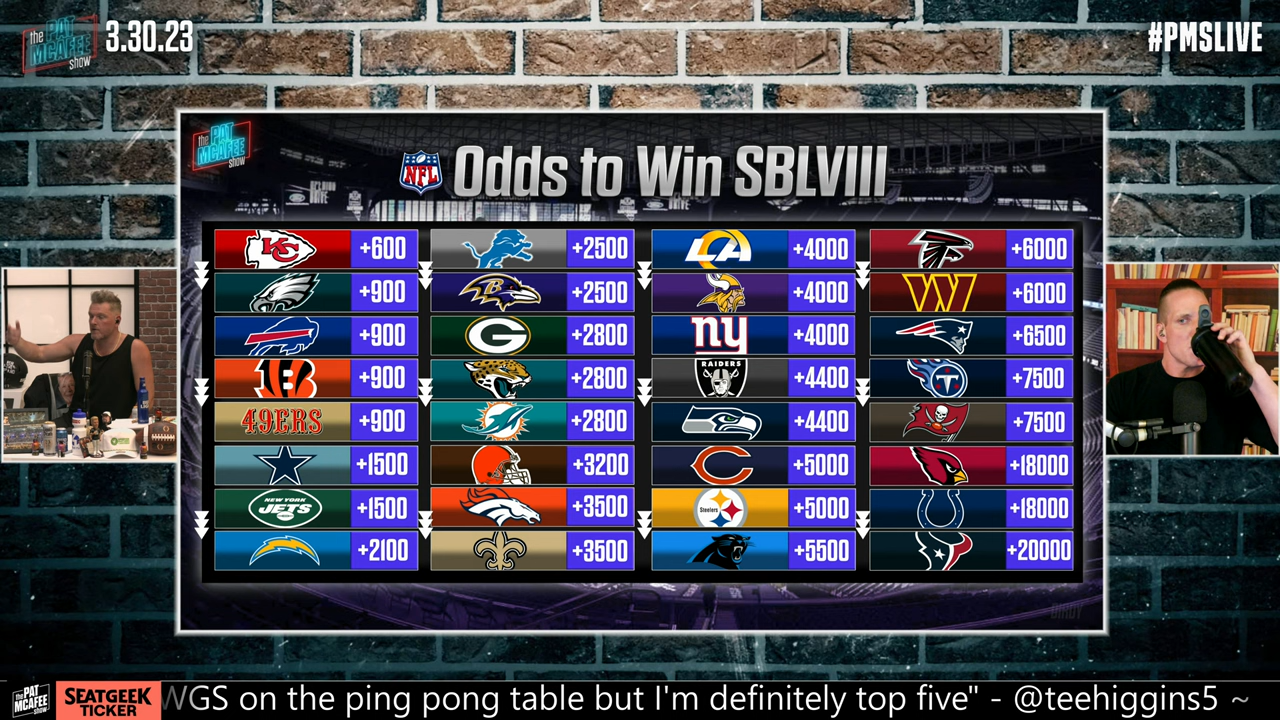 the PAT MCAFEE show
3.30.23
#PMSLIVE
the PAT MCAFEE show
NFL
Odds to Win SBLVIII
KC +600
+900
+900
B +900
49ERS +900
+1500
NEW YORK JETS +1500
+2100
+2500
B +2500
G +2800
+2800
+2800
+3200
+3500
+3500
LA +4000
+4000
ny +4000
RAIDERS +4400
+4400
C +5000
Steelers +5000
+5500
+6000
W +6000
+6500
T +7500
+7500
+18000
+18000
+20000
the PAT MCAFEE show
SEATGEEK TICKER
WGS on the ping pong table but I'm definitely top five" - @teehiggins5 ~